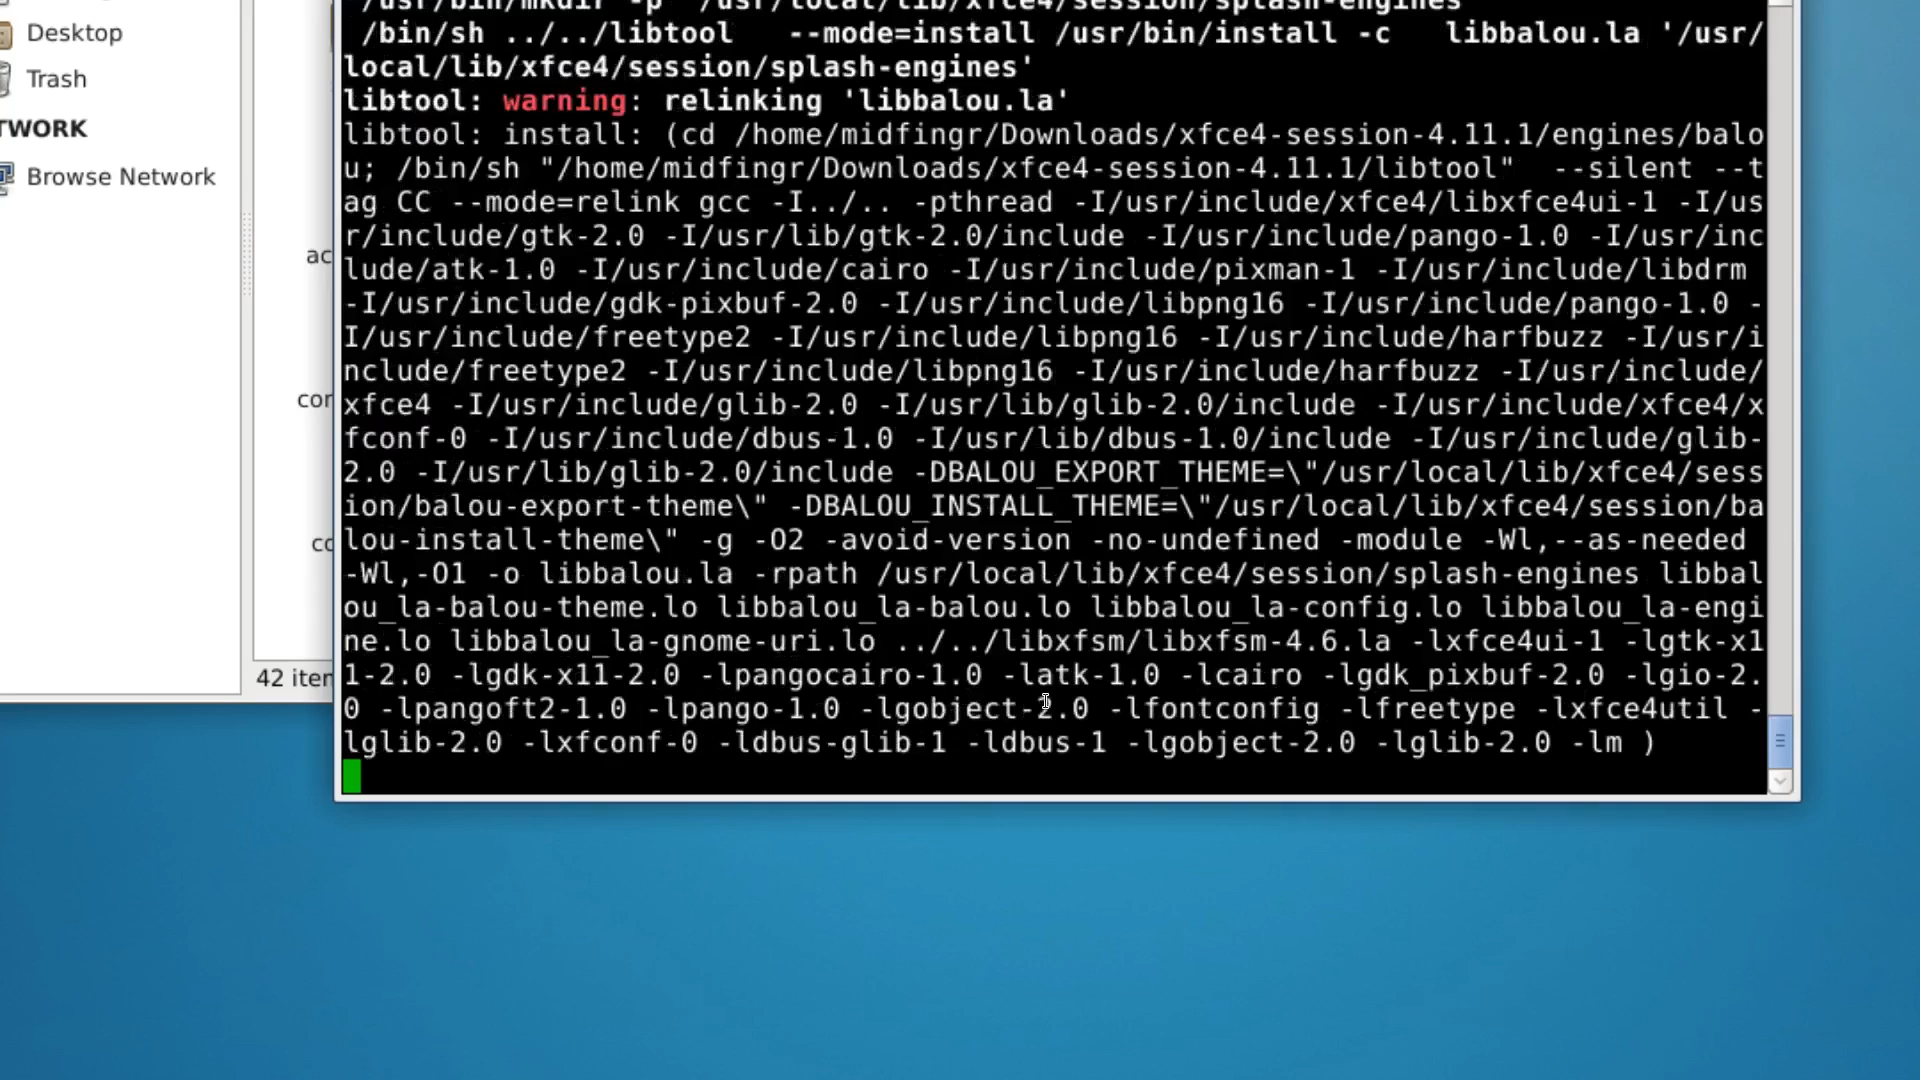 /usr/bin/mkdir -p '/usr/local/lib/xfce4/session/splash-engines'
Desktop
/bin/sh ../../libtool   --mode=install /usr/bin/install -c   libbalou.la '/usr/
local/lib/xfce4/session/splash-engines'
Trash
libtool: warning: relinking 'libbalou.la'
TWORK
libtool: install: (cd /home/midfingr/Downloads/xfce4-session-4.11.1/engines/balo
u; /bin/sh "/home/midfingr/Downloads/xfce4-session-4.11.1/libtool"  --silent --t
Browse Network
ag CC --mode=relink gcc -I../.. -pthread -I/usr/include/xfce4/libxfce4ui-1 -I/us
r/include/gtk-2.0 -I/usr/lib/gtk-2.0/include -I/usr/include/pango-1.0 -I/usr/inc
ac
lude/atk-1.0 -I/usr/include/cairo -I/usr/include/pixman-1 -I/usr/include/libdrm
-I/usr/include/gdk-pixbuf-2.0 -I/usr/include/libpng16 -I/usr/include/pango-1.0 -
I/usr/include/freetype2 -I/usr/include/libpng16 -I/usr/include/harfbuzz -I/usr/i
nclude/freetype2 -I/usr/include/libpng16 -I/usr/include/harfbuzz -I/usr/include/
cor
xfce4 -I/usr/include/glib-2.0 -I/usr/lib/glib-2.0/include -I/usr/include/xfce4/x
fconf-0 -I/usr/include/dbus-1.0 -I/usr/lib/dbus-1.0/include -I/usr/include/glib-
2.0 -I/usr/lib/glib-2.0/include -DBALOU_EXPORT_THEME=\"/usr/local/lib/xfce4/sess
ion/balou-export-theme\" -DBALOU_INSTALL_THEME=\"/usr/local/lib/xfce4/session/ba
co
lou-install-theme\" -g -O2 -avoid-version -no-undefined -module -Wl,--as-needed
-Wl,-O1 -o libbalou.la -rpath /usr/local/lib/xfce4/session/splash-engines libbal
ou_la-balou-theme.lo libbalou_la-balou.lo libbalou_la-config.lo libbalou_la-engi
ne.lo libbalou_la-gnome-uri.lo ../../libxfsm/libxfsm-4.6.la -lxfce4ui-1 -lgtk-x1
1-2.0 -lgdk-x11-2.0 -lpangocairo-1.0 -latk-1.0 -lcairo -lgdk_pixbuf-2.0 -lgio-2.
42 iter
0 -lpangoft2-1.0 -lpango-1.0 -lgobject-2.0 -lfontconfig -lfreetype -lxfce4util -
lglib-2.0 -lxfconf-0 -ldbus-glib-1 -ldbus-1 -lgobject-2.0 -lglib-2.0 -lm )